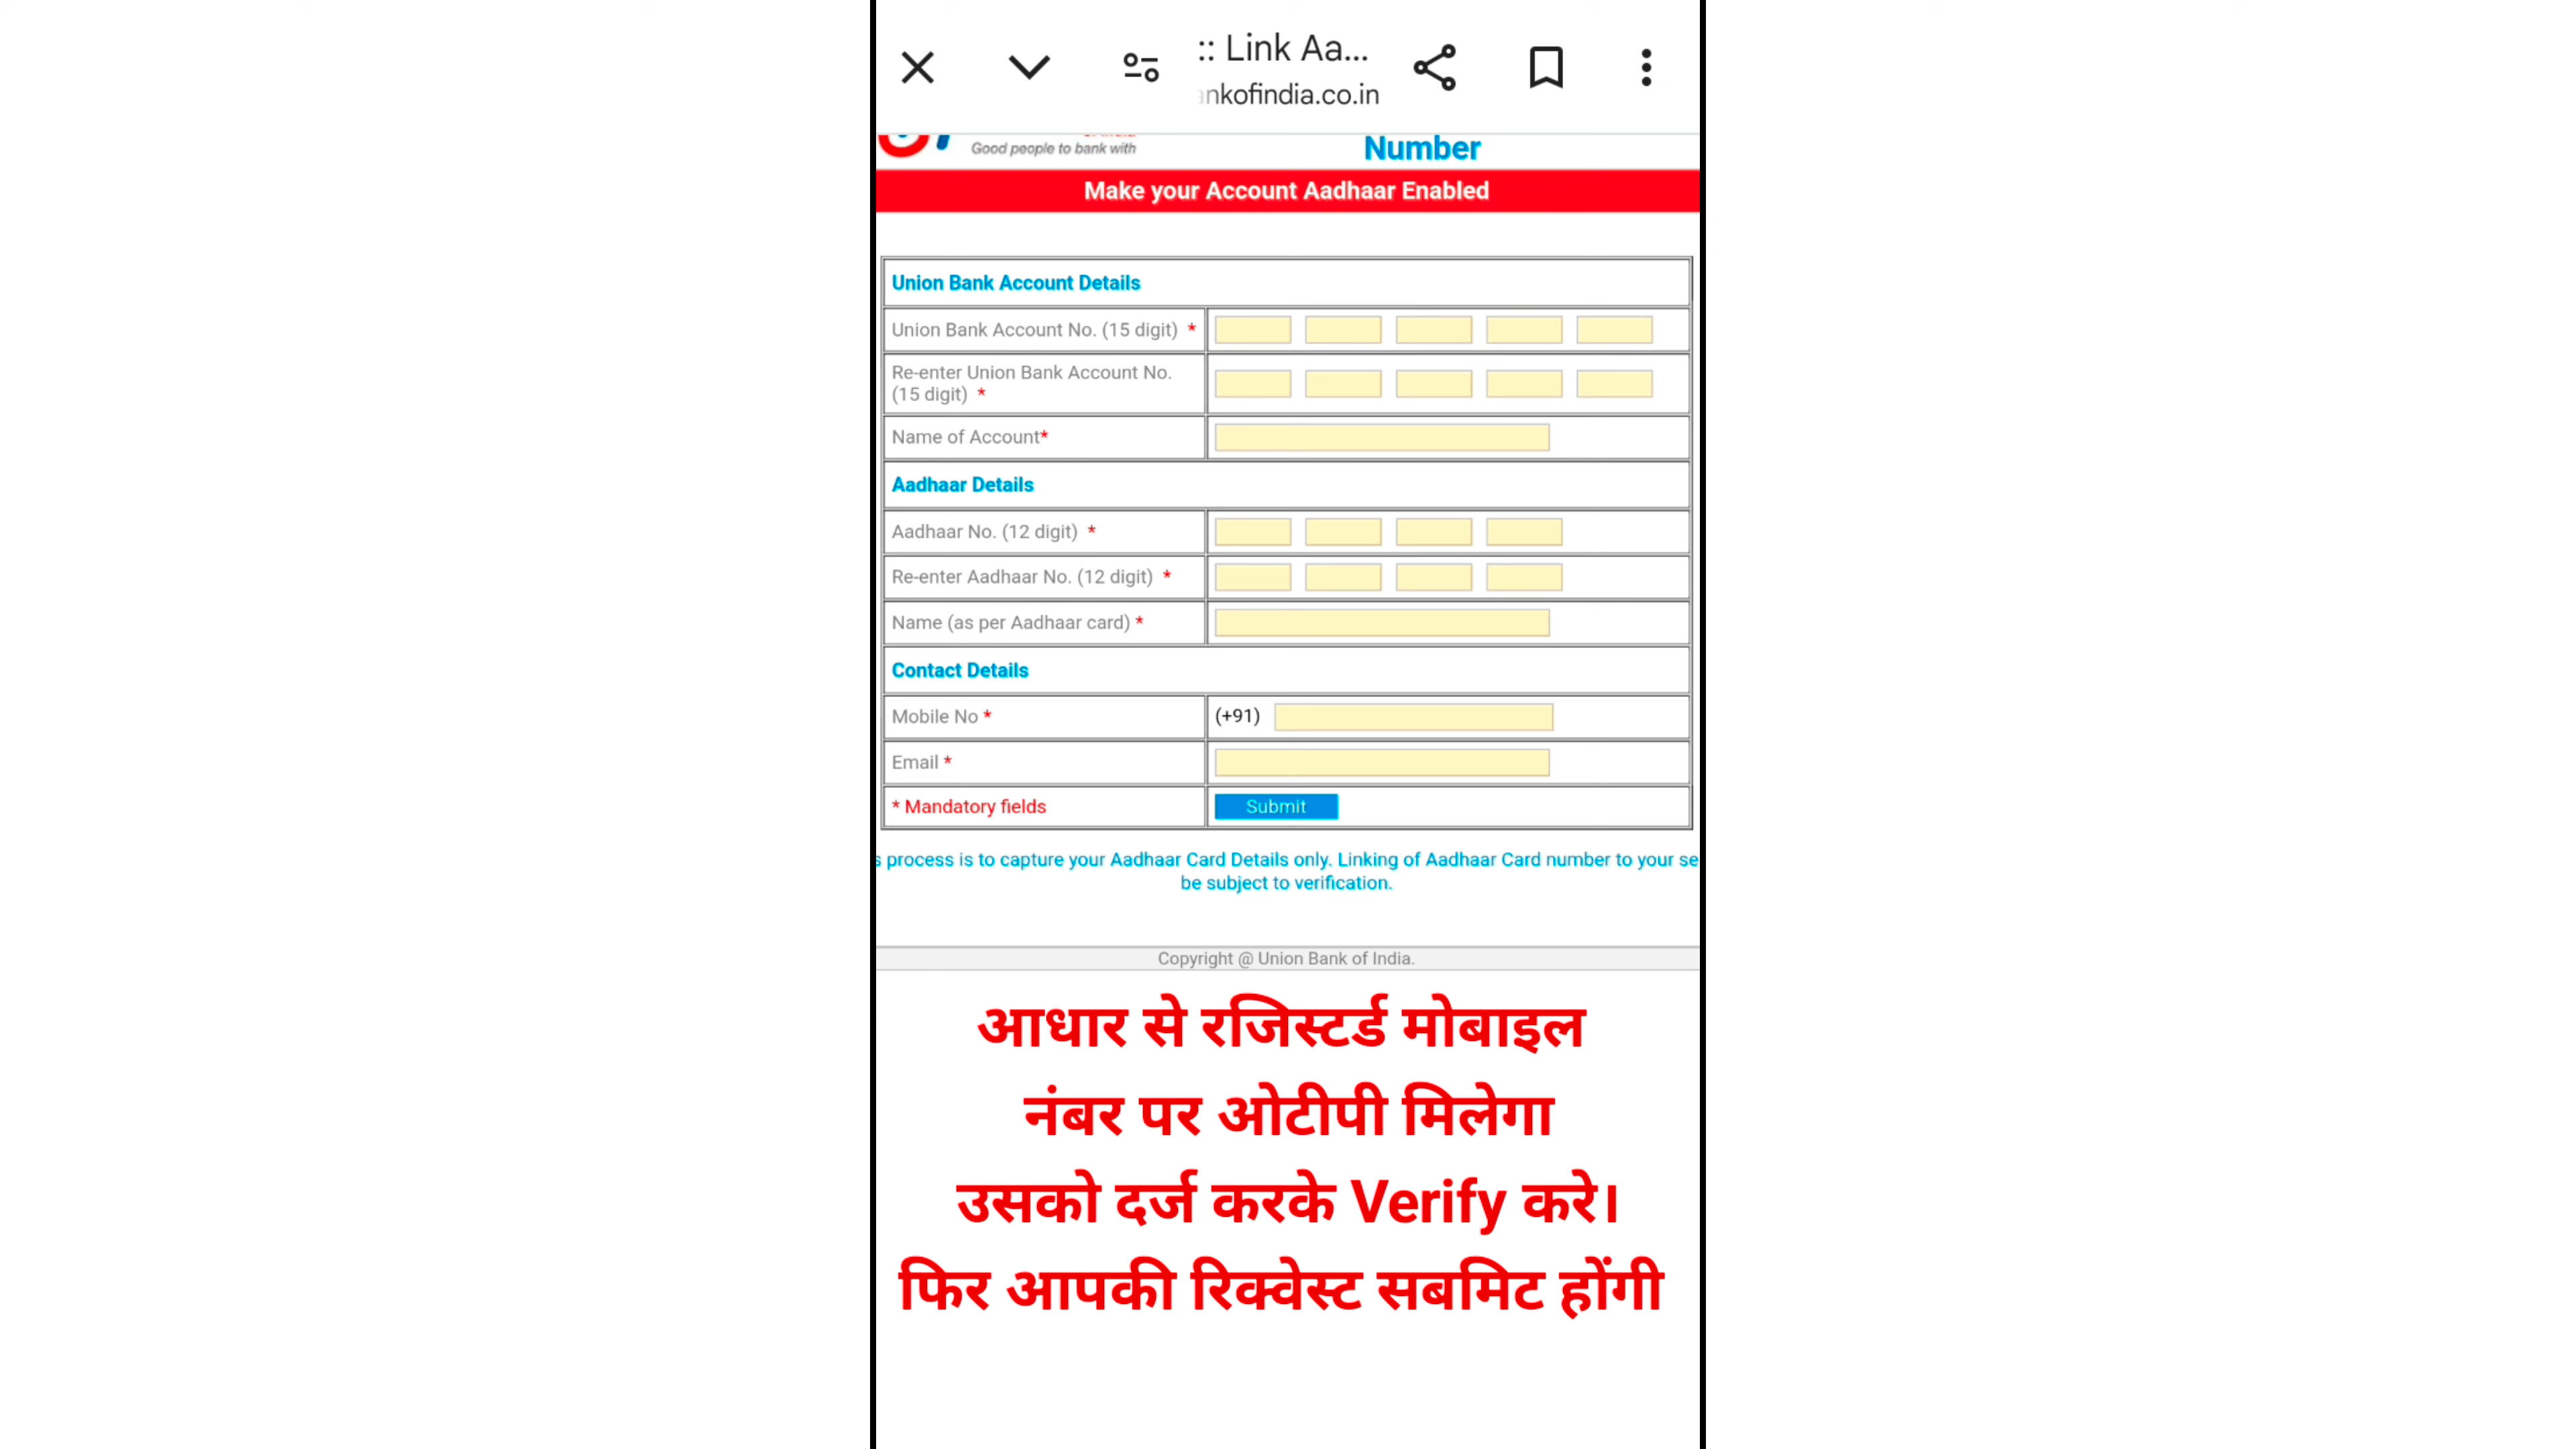 :: Link Aa...
ankofindia.co.in
Good people to bank with
Number
Make your Account Aadhaar Enabled
Union Bank Account Details
Union Bank Account No. (15 digit) *
Re-enter Union Bank Account No.
(15 digit) *
Name of Account*
Aadhaar Details
Aadhaar No. (12 digit) *
Re-enter Aadhaar No. (12 digit) *
Name (as per Aadhaar card) *
Contact Details
Mobile No * (+91)
Email *
* Mandatory fields Submit
s process is to capture your Aadhaar Card Details only. Linking of Aadhaar Card number to your se
be subject to verification.
Copyright @ Union Bank of India.
आधार से रजिस्टर्ड मोबाइल
नंबर पर ओटीपी मिलेगा
उसको दर्ज करके Verify करे।
फिर आपकी रिक्वेस्ट सबमिट होंगी